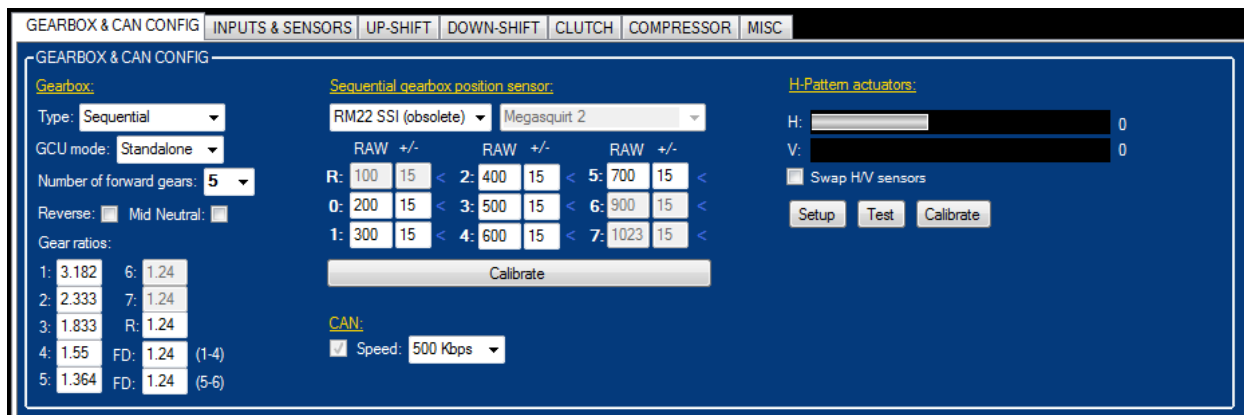 GEARBOX & CAN CONFIG INPUTS & SENSORS UP-SHIFT DOWN-SHIFT CLUTCH COMPRESSOR MISC
GEARBOX & CAN CONFIG
Gearbox:
Type: Sequential
GCU mode: Standalone
Number of forward gears: 5
Reverse: Mid Neutral:
Gear ratios:
1: 3.182 6: 1.24
2: 2.333 7: 1.24
3: 1.833 R: 1.24
4: 1.55 FD: 1.24 (1-4)
5: 1.364 FD: 1.24 (5-6)
Sequential gearbox position sensor:
RM22 SSI (obsolete) Megasquirt 2
RAW +/- RAW +/- RAW +/-
R: 100 15 < 2: 400 15 < 5: 700 15 <
0: 200 15 < 3: 500 15 < 6: 900 15 <
1: 300 15 < 4: 600 15 < 7: 1023 15 <
Calibrate
CAN:
Speed: 500 Kbps
H-Pattern actuators:
H: 0
V: 0
Swap H/V sensors
Setup Test Calibrate